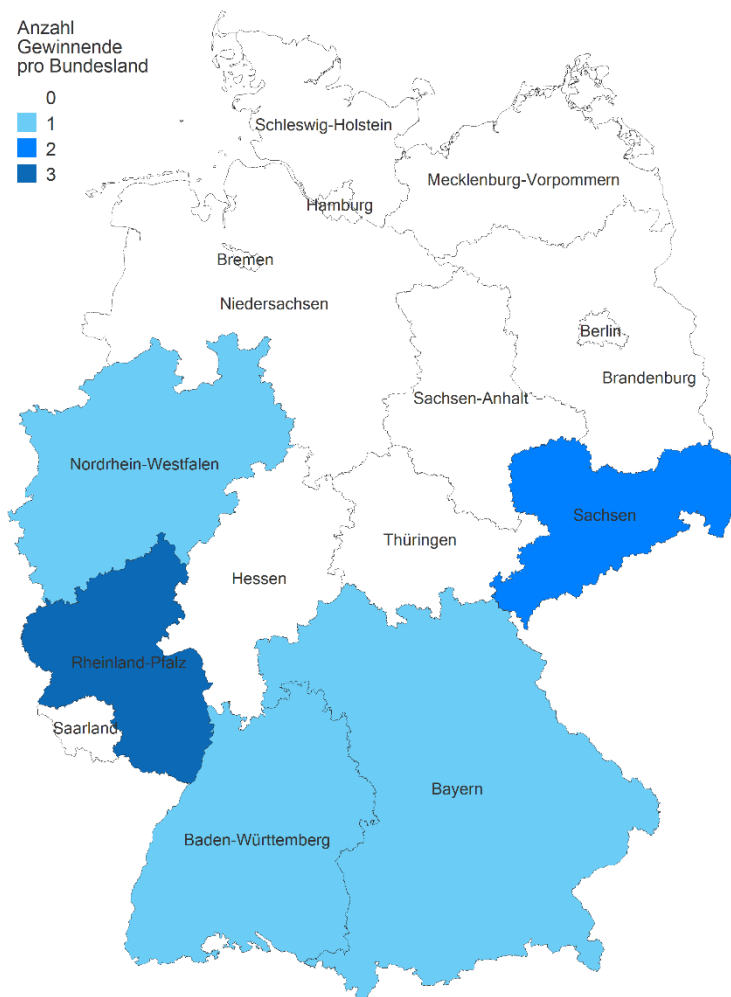 Anzahl
Gewinnende
pro Bundesland
0
1
2
3
Schleswig-Holstein
Mecklenburg-Vorpommern
Hamburg
Bremen
Niedersachsen
Berlin
Brandenburg
Sachsen-Anhalt
Nordrhein-Westfalen
Sachsen
Thüringen
Hessen
Rheinland-Pfalz
Saarland
Bayern
Baden-Württemberg